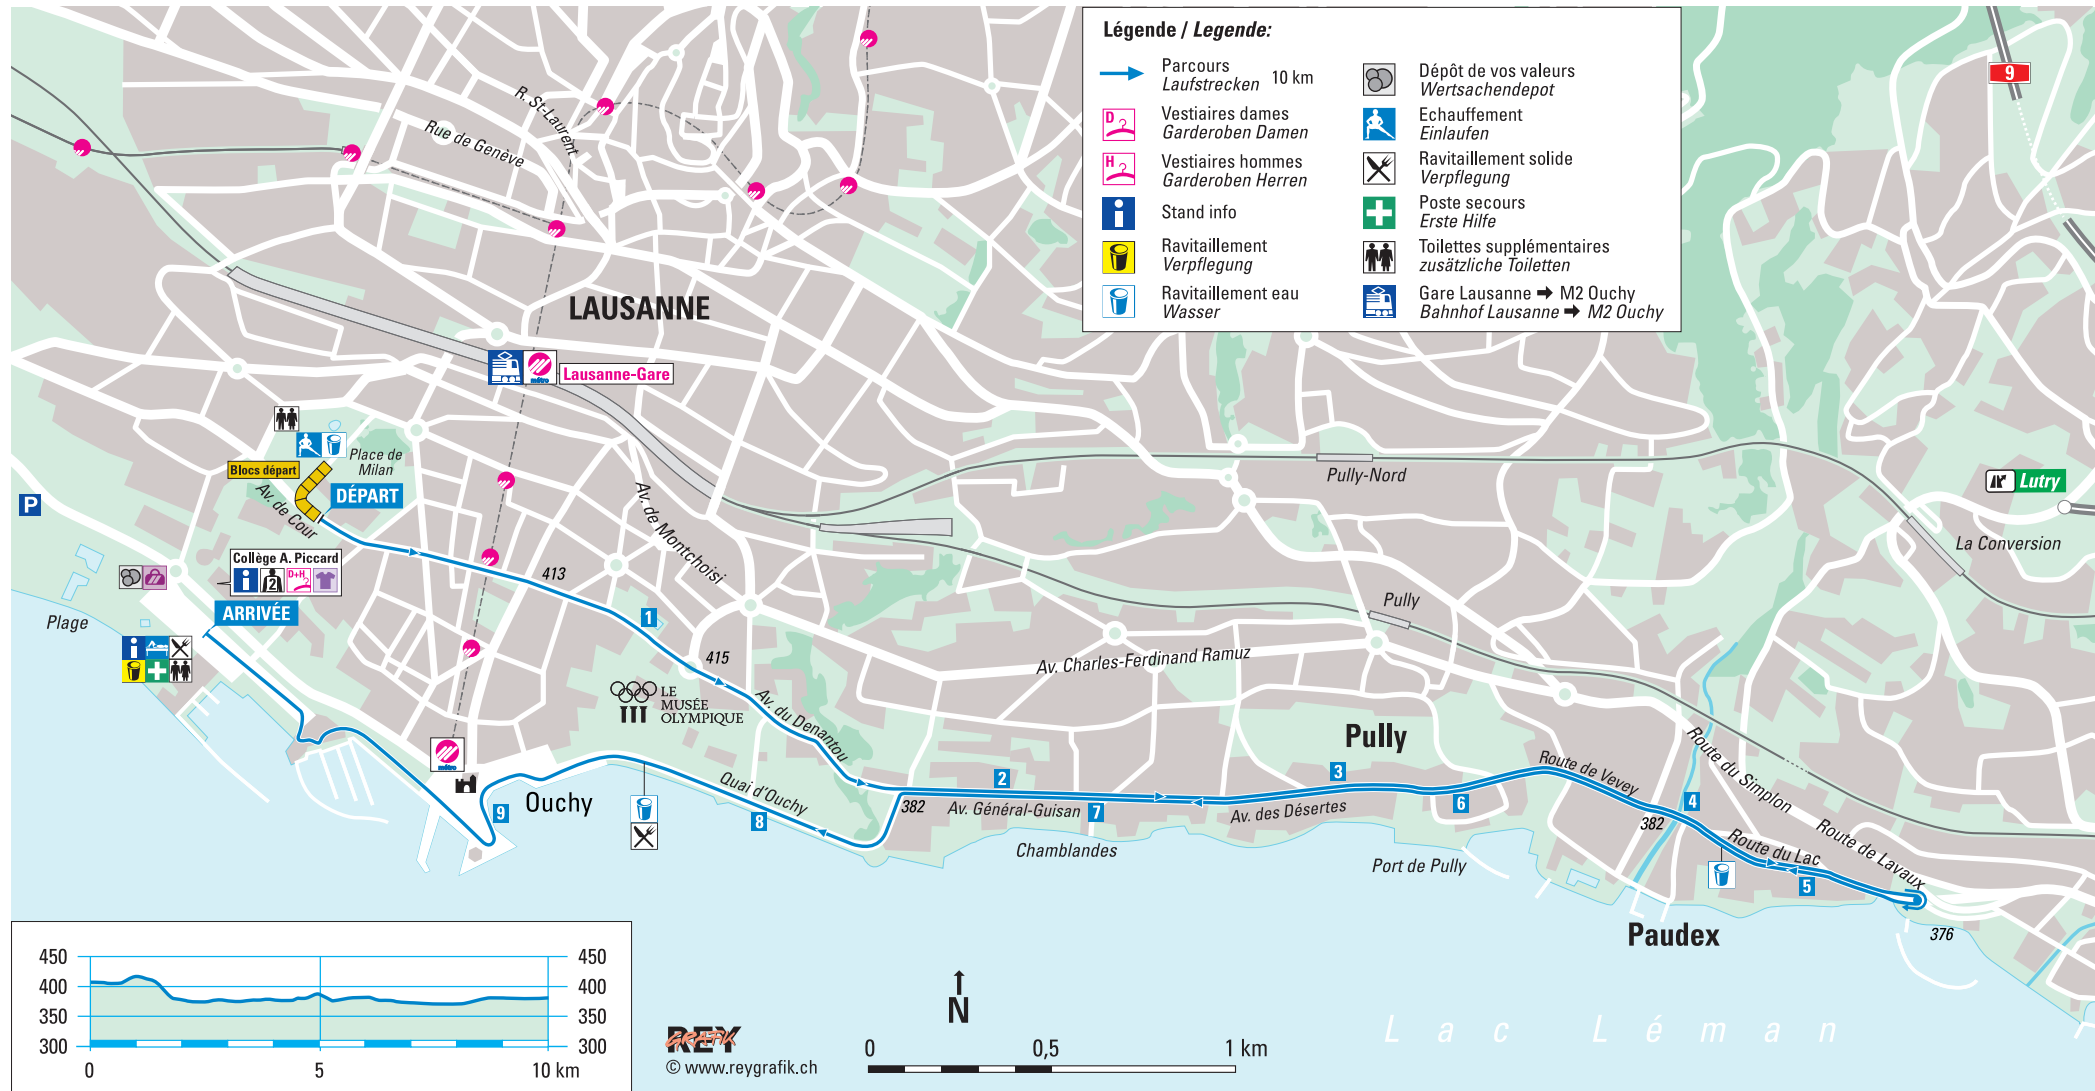 Légende / Legende:
Parcours
Laufstrecken 10 km
D
Vestiaires dames
Garderoben Damen
H
Vestiaires hommes
Garderoben Herren
i
Stand info
Ravitaillement
Verpflegung
Ravitaillement eau
Wasser
Dépôt de vos valeurs
Wertsachendepot
Echauffement
Einlaufen
Ravitaillement solide
Verpflegung
Poste secours
Erste Hilfe
Toilettes supplémentaires
zusätzliche Toiletten
Gare Lausanne ➡ M2 Ouchy
Bahnhof Lausanne ➡ M2 Ouchy
9
R. St-Laurent
Rue de Genève
LAUSANNE
métro
Lausanne-Gare
Place de
Milan
Blocs départ
DÉPART
Av. de Cour
P
Av. de Montchoisi
Pully-Nord
Lutry
La Conversion
Collège A. Piccard
i 2 D+H
413
ARRIVÉE
Plage
i
1
415
Pully
Av. Charles-Ferdinand Ramuz
LE
MUSÉE
OLYMPIQUE
Av. du Denantou
Pully
métro
Route de Vevey
Route du Simplon
Ouchy
9
Quai d'Ouchy
8
382
2
Av. Général-Guisan
7
3
Av. des Désertes
6
4
382
Route du Lac
Route de Lavaux
5
Chamblandes
Port de Pully
Paudex
376
450 450
400 400
350 350
300 300
0 5 10 km
N
REY
GRAFIK
© www.reygrafik.ch
0 0,5 1 km
Lac Léman